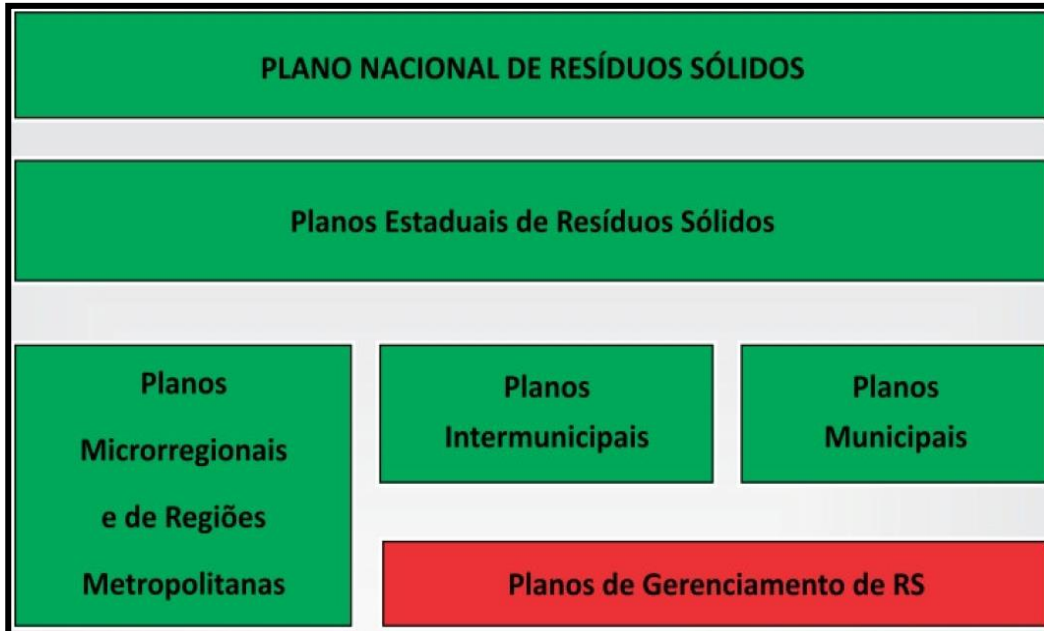 PLANO NACIONAL DE RESÍDUOS SÓLIDOS
Planos Estaduais de Resíduos Sólidos
Planos
Microrregionais
e de Regiões
Metropolitanas
Planos
Intermunicipais
Planos
Municipais
Planos de Gerenciamento de RS